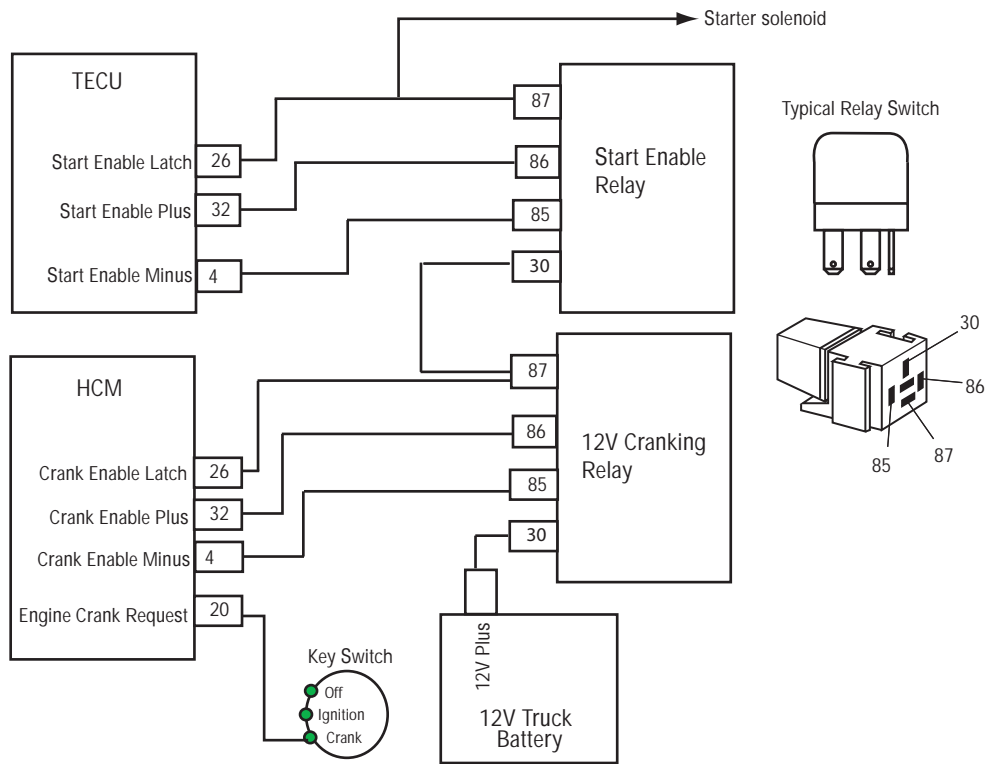 Starter solenoid
TECU
Start Enable Latch
26
Start Enable Plus
32
Start Enable Minus
4
87
86
85
30
Start Enable
Relay
Typical Relay Switch
30
86
87
85
HCM
Crank Enable Latch
26
Crank Enable Plus
32
Crank Enable Minus
4
Engine Crank Request
20
87
86
85
30
12V Cranking
Relay
Key Switch
Off
Ignition
Crank
12V Plus
12V Truck
Battery